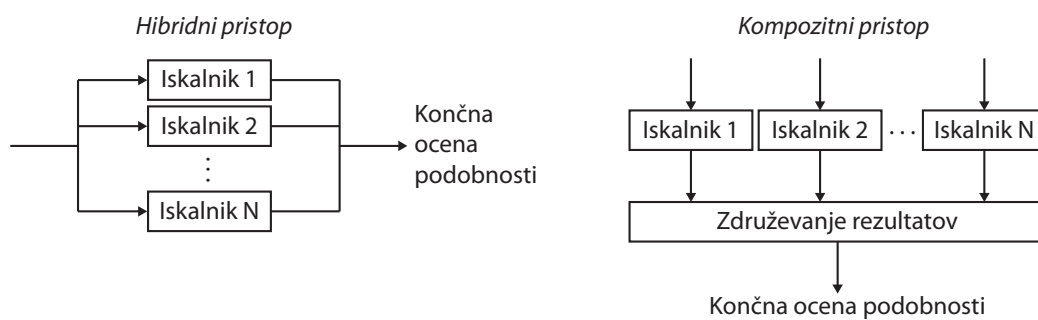 Hibridni pristop
Iskalnik 1
Iskalnik 2
⋮
Iskalnik N
Končna
ocena
podobnosti
Kompozitni pristop
Iskalnik 1 Iskalnik 2 ... Iskalnik N
Združevanje rezultatov
Končna ocena podobnosti